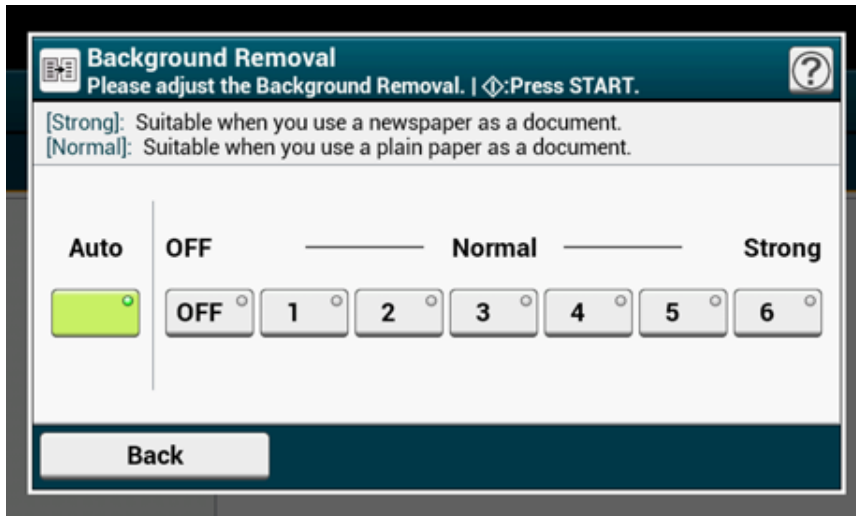 Background Removal
Please adjust the Background Removal. | :Press START.
?
[Strong]: Suitable when you use a newspaper as a document.
[Normal]: Suitable when you use a plain paper as a document.
Auto OFF Normal Strong
OFF 1 2 3 4 5 6
Back